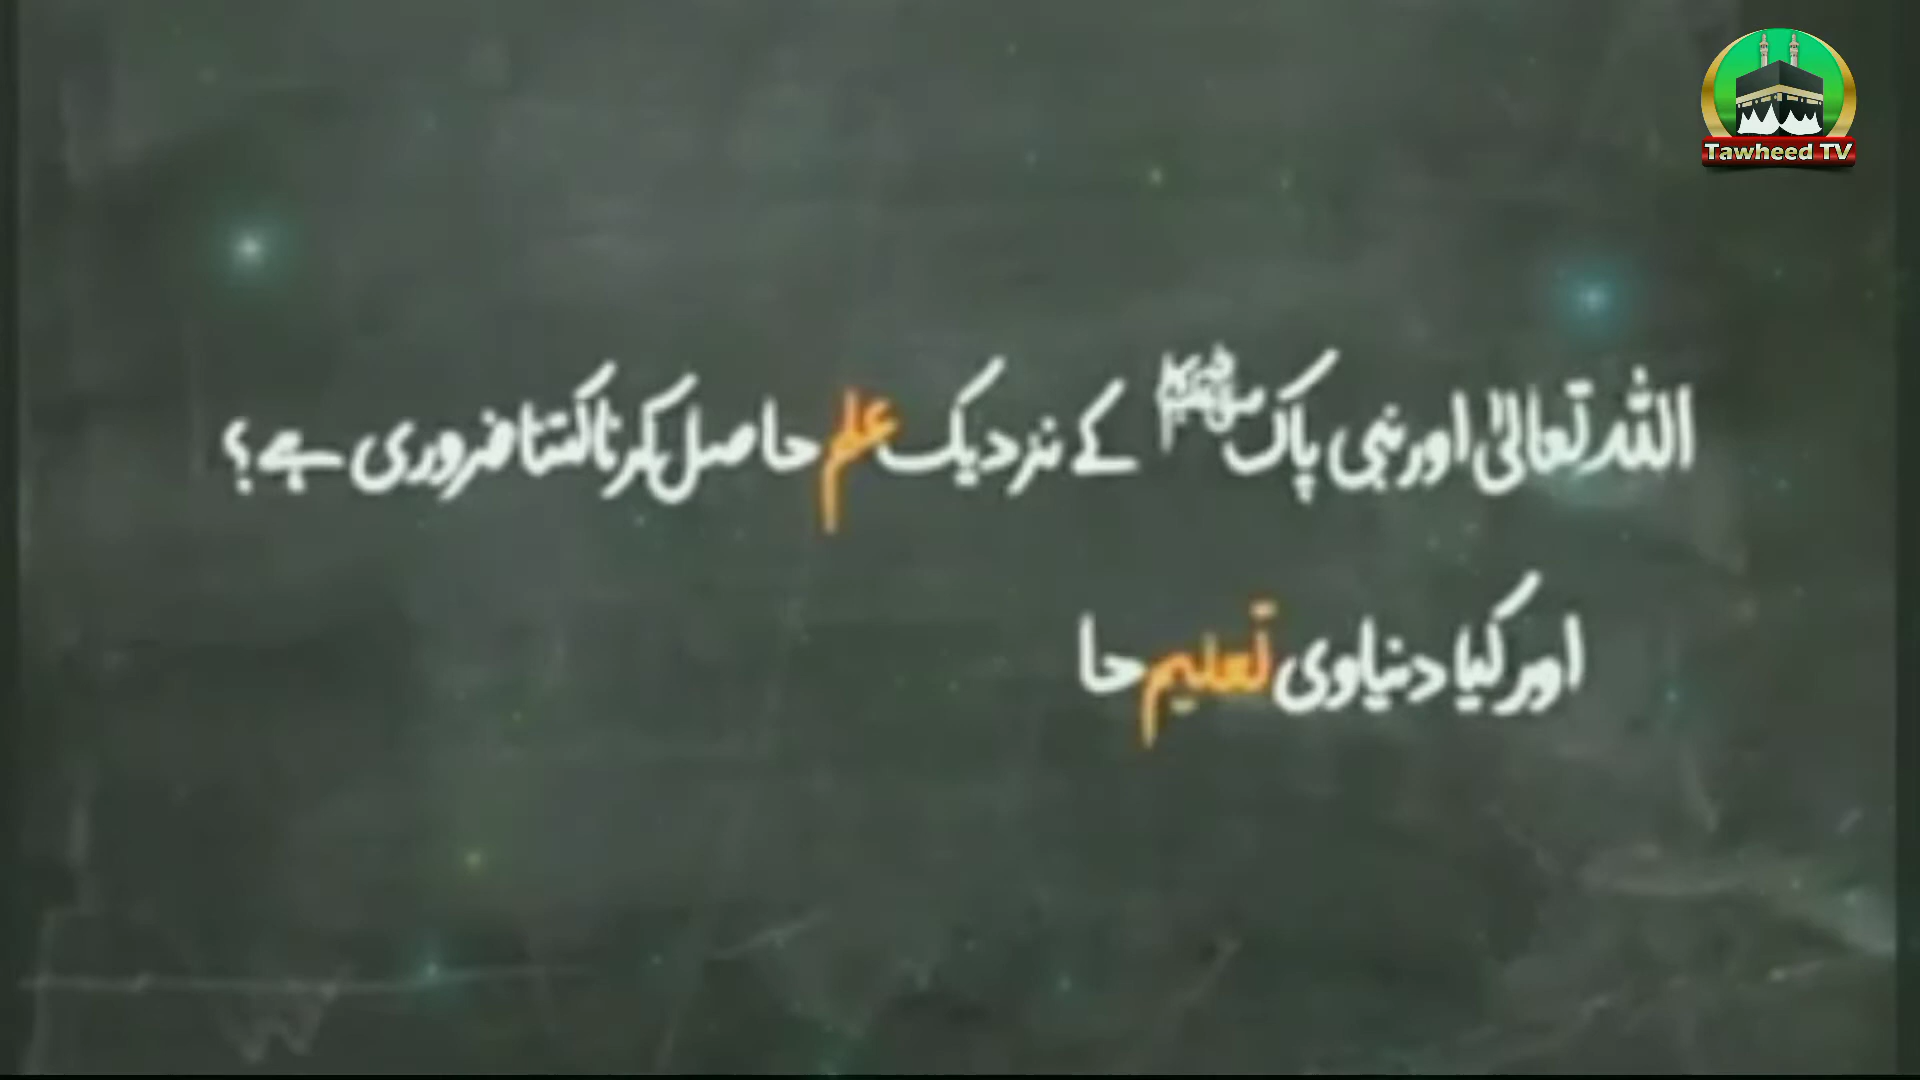 Tawheed TV
اللہ تعالیٰ اور نبی پاک ﷺ کے نزدیک علم حاصل کرنا کتنا ضروری ہے؟
اور کیا دنیاوی تعلیم حا